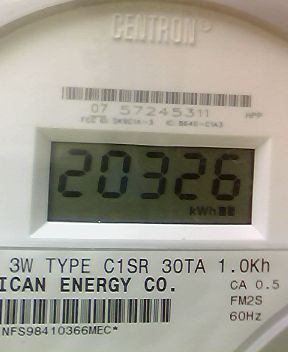 CENTRON
07 57245311 MPP
20326
kWh
3W TYPE C1SR 30TA 1.0Kh
ICAN ENERGY CO. CA 0.5
FM2S
60Hz
NFS98410366MEC*